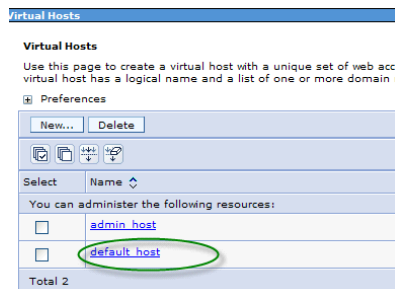 Virtual Hosts
Virtual Hosts
Use this page to create a virtual host with a unique set of web acc
virtual host has a logical name and a list of one or more domain
Preferences
New... Delete
Select Name
You can administer the following resources:
admin_host
default_host
Total 2